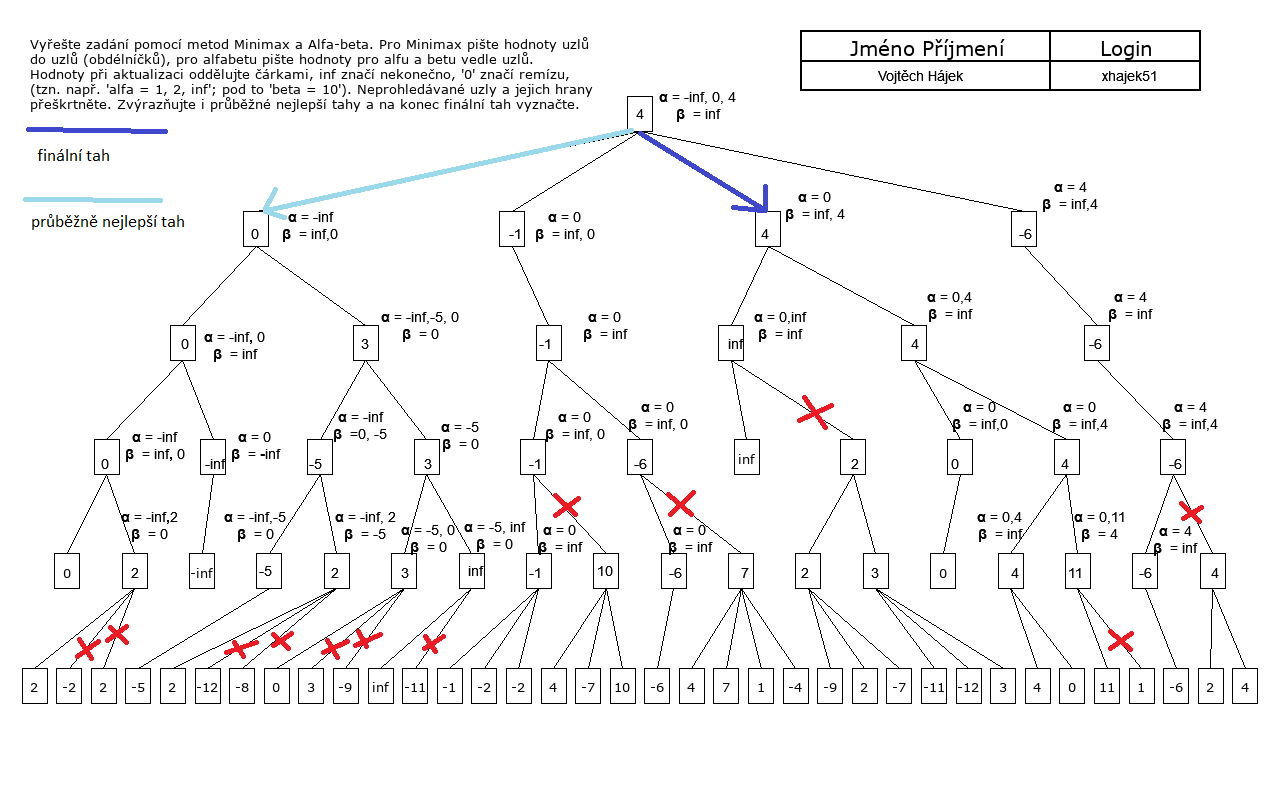 Vyřešte zadání pomocí metod Minimax a Alfa-beta. Pro Minimax pište hodnoty uzlů
do uzlů (obdélníčků), pro alfabetu pište hodnoty pro alfu a betu vedle uzlů.
Hodnoty při aktualizaci oddělujte čárkami, inf značí nekonečno, '0' značí remízu,
(tzn. např. 'alfa = 1, 2, inf'; pod to 'beta = 10'). Neprohledávané uzly a jejich hrany
přeškrtněte. Zvýrazňujte i průběžné nejlepší tahy a na konec finální tah vyznačte.
Jméno Příjmení Login
Vojtěch Hájek xhajek51
finální tah
průběžně nejlepší tah
4
α = -inf, 0, 4
β = inf
0
α = -inf
β = inf,0
-1
α = 0
β = inf, 0
4
α = 0
β = inf, 4
-6
α = 4
β = inf,4
0
α = -inf, 0
β = inf
3
α = -inf,-5, 0
β = 0
-1
α = 0
β = inf
inf
α = 0,inf
β = inf
4
α = 0,4
β = inf
-6
α = 4
β = inf
0
α = -inf
β = inf, 0
-inf
α = 0
β = -inf
-5
α = -inf
β =0, -5
3
α = -5
β = 0
-1
α = 0
β = inf, 0
-6
α = 0
β = inf, 0
inf
2
0
α = 0
β = inf,0
4
α = 0
β = inf,4
-6
α = 4
β = inf,4
0
2
α = -inf,2
β = 0
-inf
-5
α = -inf,-5
β = 0
2
α = -inf, 2
β = -5
3
α = -5, 0
β = 0
inf
α = -5, inf
β = 0
-1
α = 0
β = inf
10
-6
α = 0
β = inf
7
2
3
0
4
α = 0,4
β = inf
11
α = 0,11
β = 4
-6
α = 4
β = inf
4
2 -2 2 -5 2 -12 -8 0 3 -9 inf -11 -1 -2 -2 4 -7 10 -6 4 7 1 -4 -9 2 -7 -11 -12 3 4 0 11 1 -6 2 4